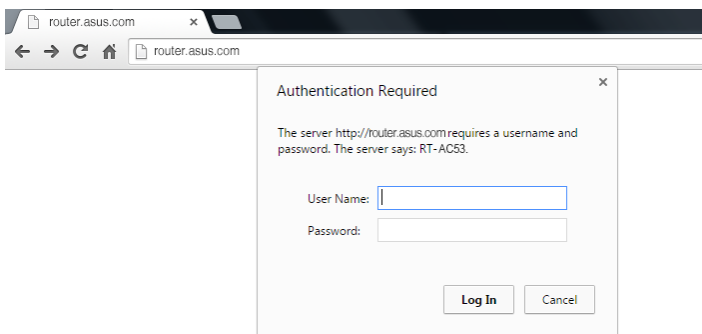 router.asus.com
router.asus.com
Authentication Required
The server http://router.asus.com requires a username and
password. The server says: RT-AC53.
User Name:
Password:
Log In
Cancel